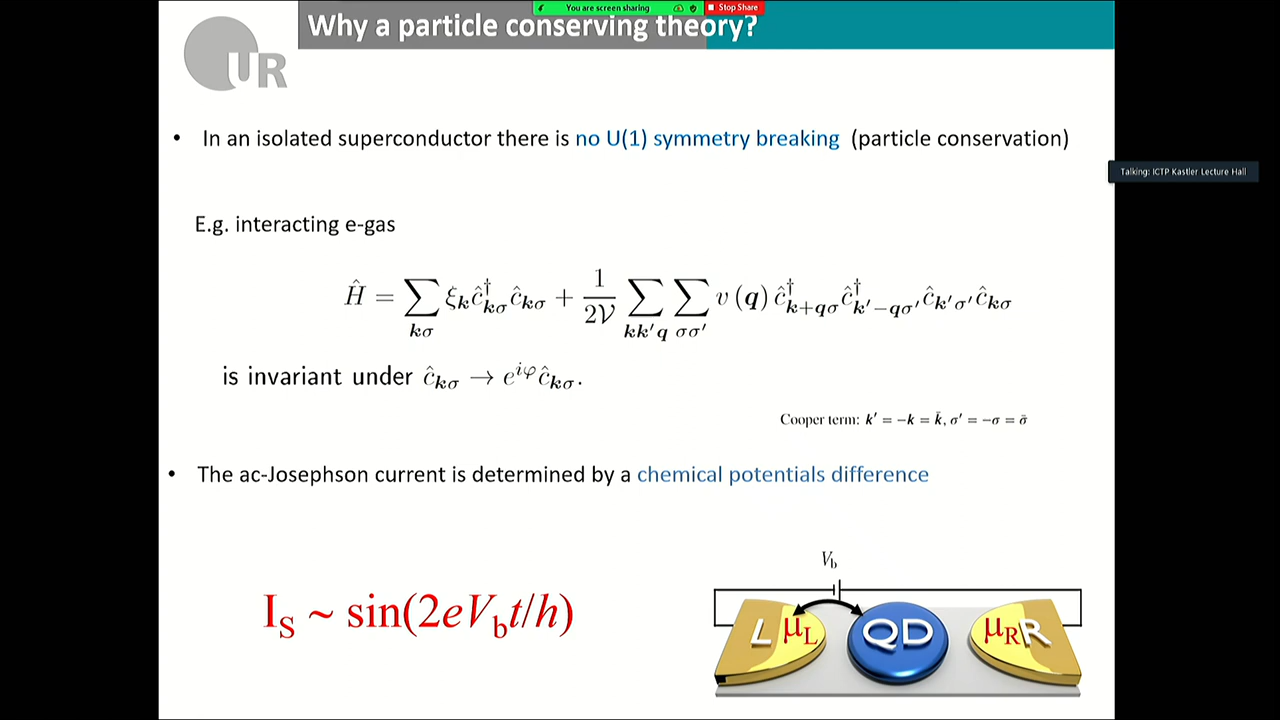 You are screen sharing
Stop Share
Why a particle conserving theory?
UR
• In an isolated superconductor there is no U(1) symmetry breaking (particle conservation)
Talking: ICTP Kastler Lecture Hall
E.g. interacting e-gas
Ĥ = ∑_{kσ} ξ_k ĉ†_{kσ} ĉ_{kσ} + 1/(2𝒱) ∑_{kk′q} ∑_{σσ′} v (q) ĉ†_{k+qσ} ĉ†_{k′−qσ′} ĉ_{k′σ′} ĉ_{kσ}
is invariant under ĉ_{kσ} → e^{iφ} ĉ_{kσ}.
Cooper term: k′ = −k = k̄, σ′ = −σ = σ̄
• The ac-Josephson current is determined by a chemical potentials difference
V_b
I_S ~ sin(2eV_b t/h)
L μ_L QD μ_R R